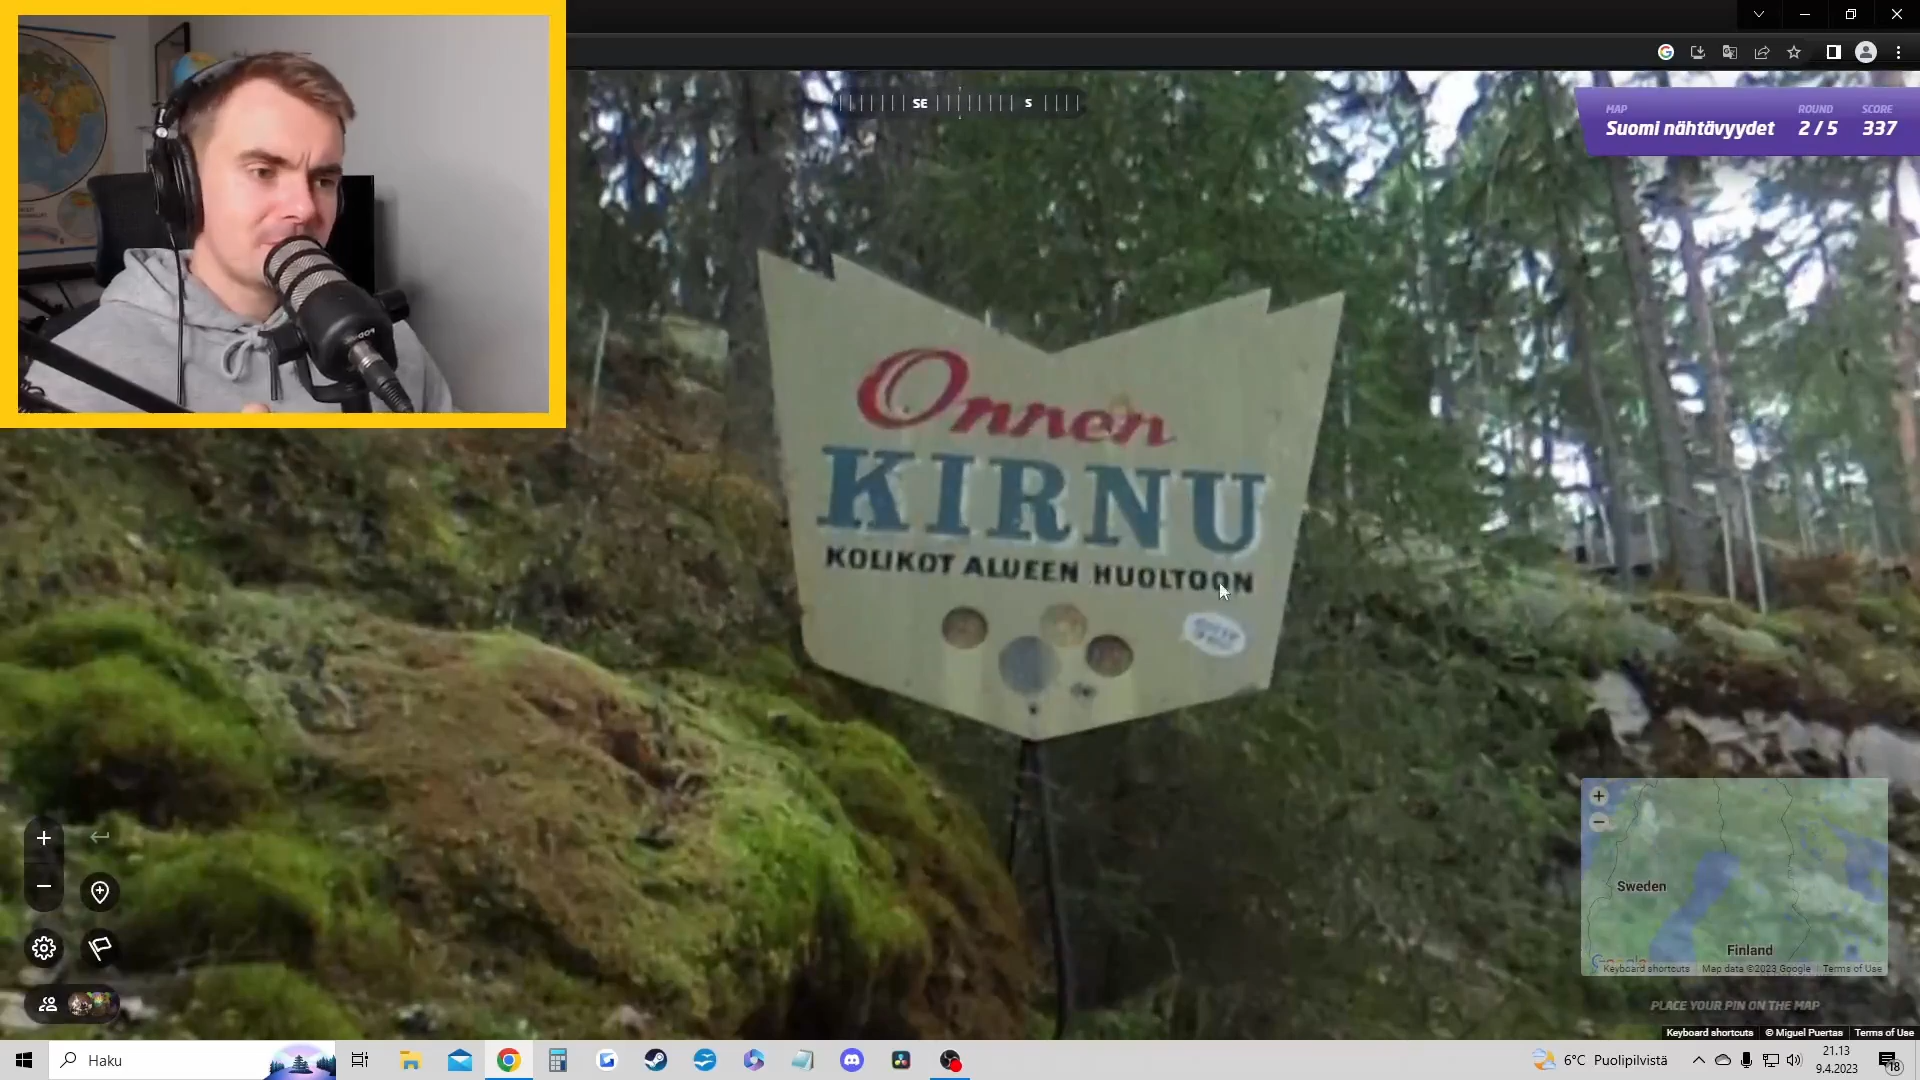 SE S
MAP ROUND SCORE
Suomi nähtävyydet 2 / 5 337
Onnen
KIRNU
KOLIKOT ALUEEN HUOLTOON
Sweden
Finland
Google
Keyboard shortcuts Map data ©2023 Google Terms of Use
PLACE YOUR PIN ON THE MAP
Keyboard shortcuts © Miguel Puertas Terms of Use
Haku
6°C Puolipilvistä
21.13
9.4.2023
18